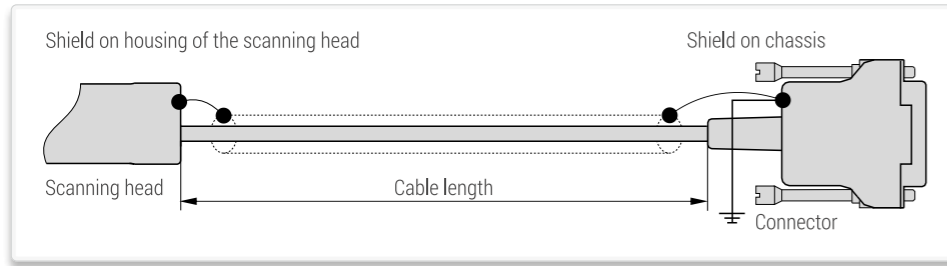 Shield on housing of the scanning head
Shield on chassis
Scanning head
Cable length
Connector